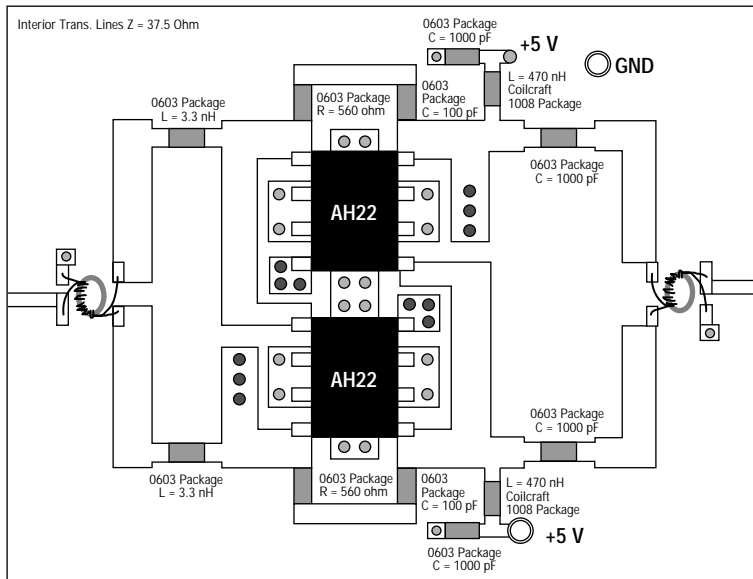 Interior Trans. Lines Z = 37.5 Ohm
0603 Package
C = 1000 pF
+5 V
GND
L = 470 nH
Coilcraft
1008 Package
0603 Package
L = 3.3 nH
0603 Package
R = 560 ohm
0603
Package
C = 100 pF
0603 Package
C = 1000 pF
AH22
AH22
0603 Package
C = 1000 pF
0603 Package
L = 3.3 nH
0603 Package
R = 560 ohm
0603
Package
C = 100 pF
L = 470 nH
Coilcraft
1008 Package
+5 V
0603 Package
C = 1000 pF